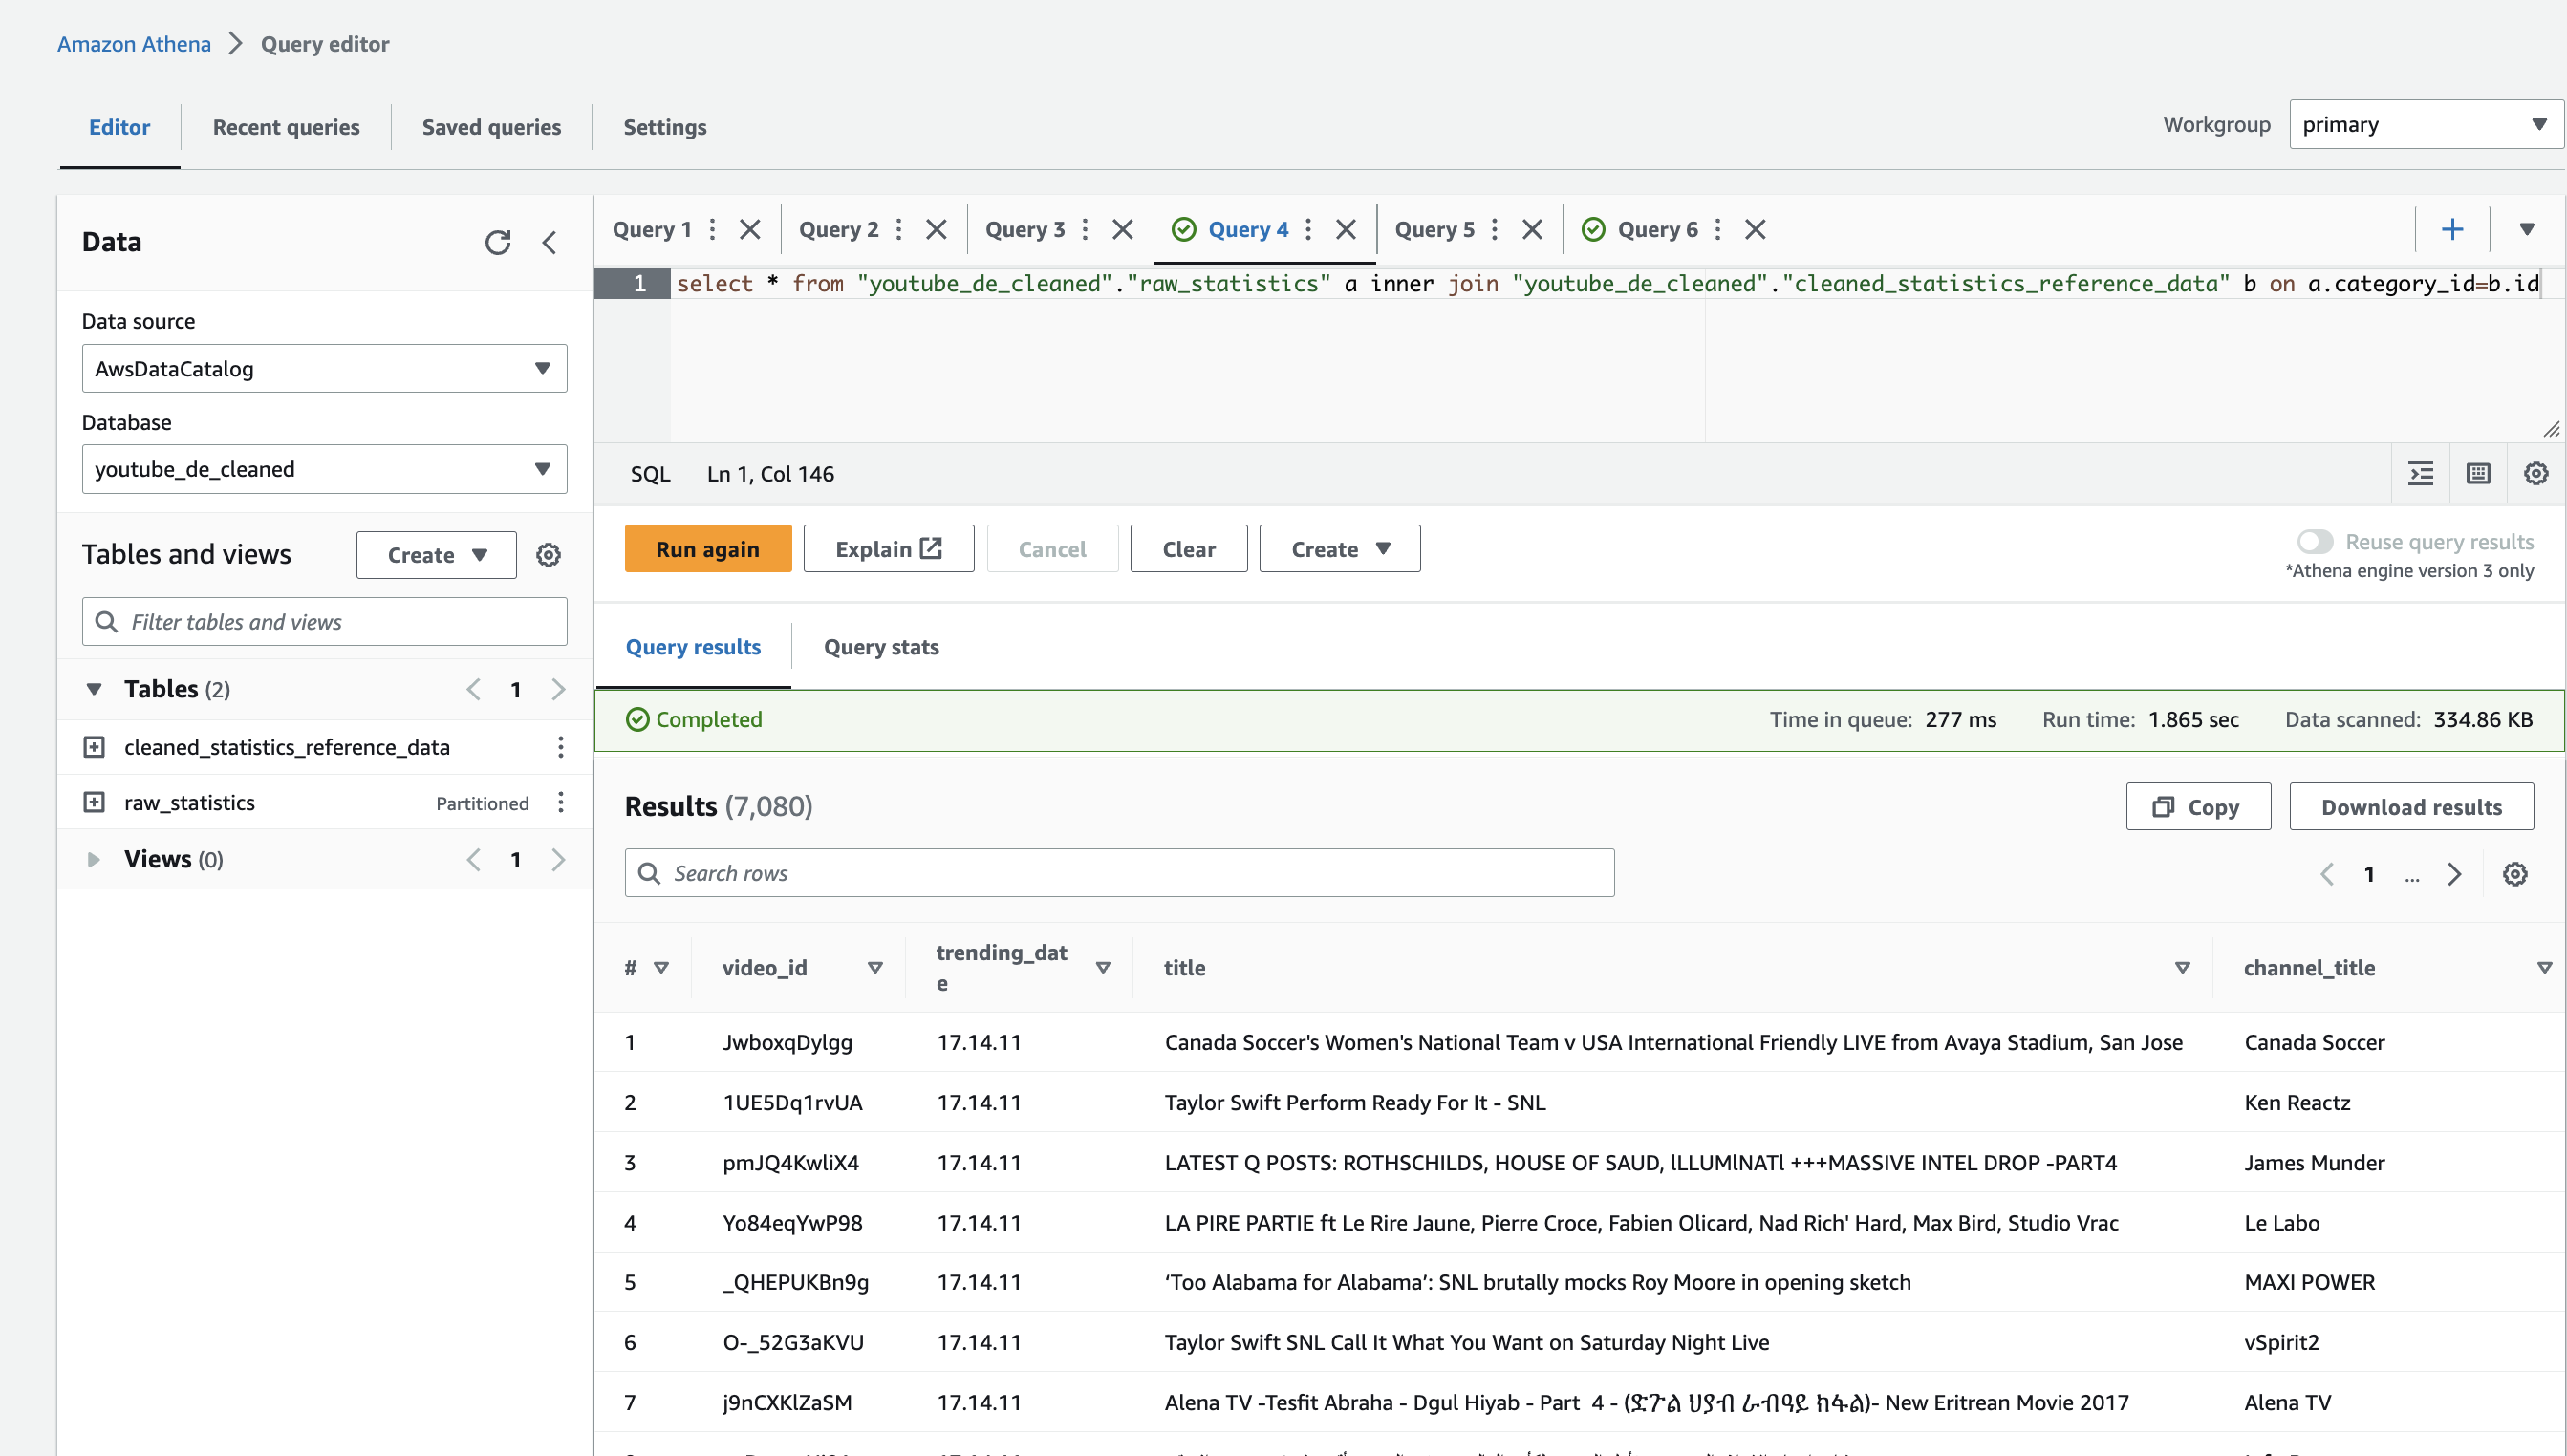 Amazon Athena > Query editor
Editor Recent queries Saved queries Settings Workgroup primary
Data
Data source
AwsDataCatalog
Database
youtube_de_cleaned
Tables and views Create
Filter tables and views
Tables (2) 1
cleaned_statistics_reference_data
raw_statistics Partitioned
Views (0) 1
Query 1 Query 2 Query 3 Query 4 Query 5 Query 6
1 select * from "youtube_de_cleaned"."raw_statistics" a inner join "youtube_de_cleaned"."cleaned_statistics_reference_data" b on a.category_id=b.id
SQL Ln 1, Col 146
Run again Explain Cancel Clear Create
Reuse query results
*Athena engine version 3 only
Query results Query stats
Completed Time in queue: 277 ms Run time: 1.865 sec Data scanned: 334.86 KB
Results (7,080) Copy Download results
Search rows 1 ...
# video_id trending_dat
e title channel_title
1 JwboxqDylgg 17.14.11 Canada Soccer's Women's National Team v USA International Friendly LIVE from Avaya Stadium, San Jose Canada Soccer
2 1UE5Dq1rvUA 17.14.11 Taylor Swift Perform Ready For It - SNL Ken Reactz
3 pmJQ4KwliX4 17.14.11 LATEST Q POSTS: ROTHSCHILDS, HOUSE OF SAUD, lLLUMlNATl +++MASSIVE INTEL DROP -PART4 James Munder
4 Yo84eqYwP98 17.14.11 LA PIRE PARTIE ft Le Rire Jaune, Pierre Croce, Fabien Olicard, Nad Rich' Hard, Max Bird, Studio Vrac Le Labo
5 _QHEPUKBn9g 17.14.11 ‘Too Alabama for Alabama’: SNL brutally mocks Roy Moore in opening sketch MAXI POWER
6 O-_52G3aKVU 17.14.11 Taylor Swift SNL Call It What You Want on Saturday Night Live vSpirit2
7 j9nCXKlZaSM 17.14.11 Alena TV -Tesfit Abraha - Dgul Hiyab - Part 4 - (ድጉል ህያብ ራብዓይ ክፋል)- New Eritrean Movie 2017 Alena TV